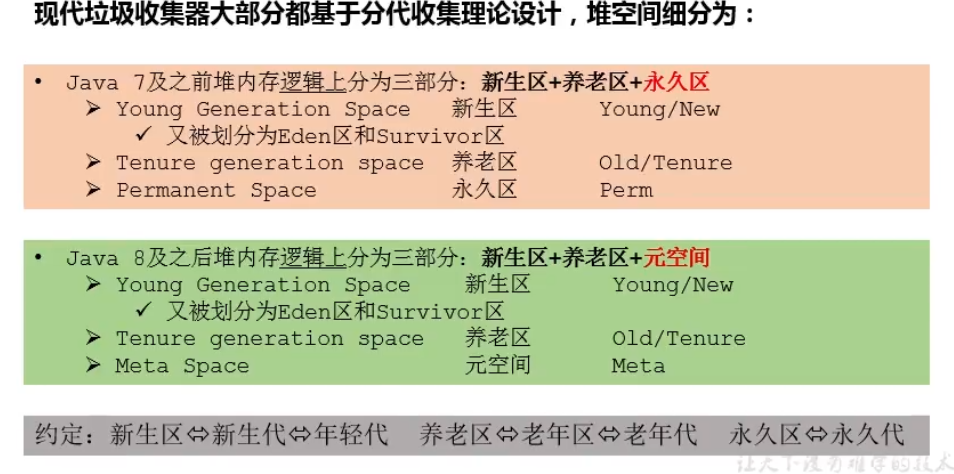 现代垃圾收集器大部分都基于分代收集理论设计，堆空间细分为：
• Java 7及之前堆内存逻辑上分为三部分：新生区+养老区+永久区
➢ Young Generation Space 新生区 Young/New
✓ 又被划分为Eden区和Survivor区
➢ Tenure generation space 养老区 Old/Tenure
➢ Permanent Space 永久区 Perm
• Java 8及之后堆内存逻辑上分为三部分：新生区+养老区+元空间
➢ Young Generation Space 新生区 Young/New
✓ 又被划分为Eden区和Survivor区
➢ Tenure generation space 养老区 Old/Tenure
➢ Meta Space 元空间 Meta
约定：新生区⇔新生代⇔年轻代 养老区⇔老年区⇔老年代 永久区⇔永久代
让天下没有难学的技术